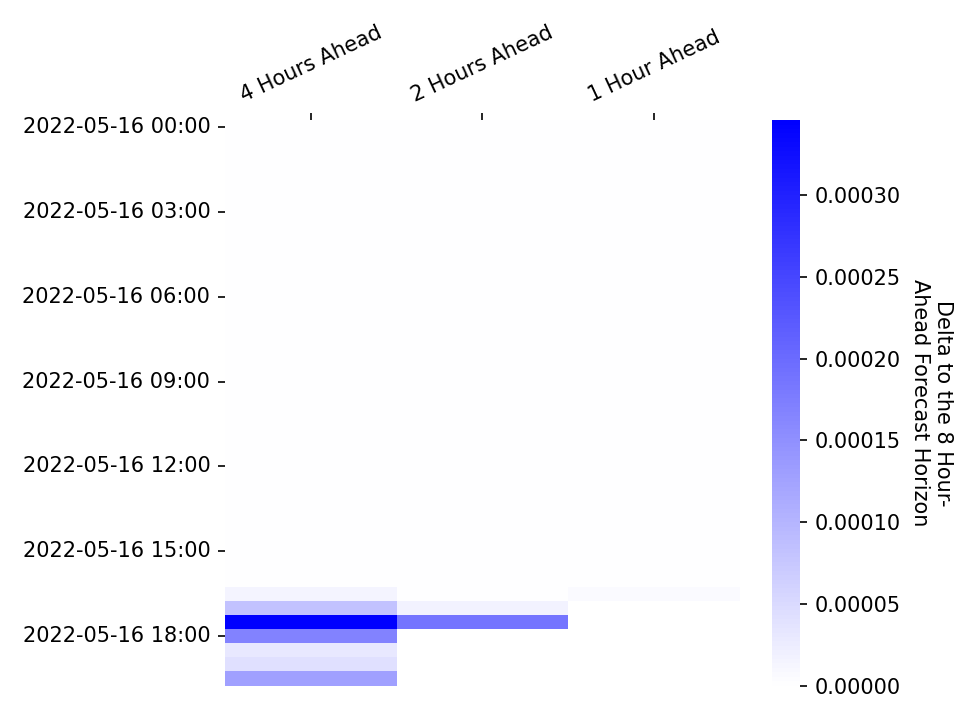 4 Hours Ahead
2 Hours Ahead
1 Hour Ahead
2022-05-16 00:00
2022-05-16 03:00
2022-05-16 06:00
2022-05-16 09:00
2022-05-16 12:00
2022-05-16 15:00
2022-05-16 18:00
0.00030
0.00025
0.00020
0.00015
0.00010
0.00005
0.00000
Delta to the 8 Hour-
Ahead Forecast Horizon